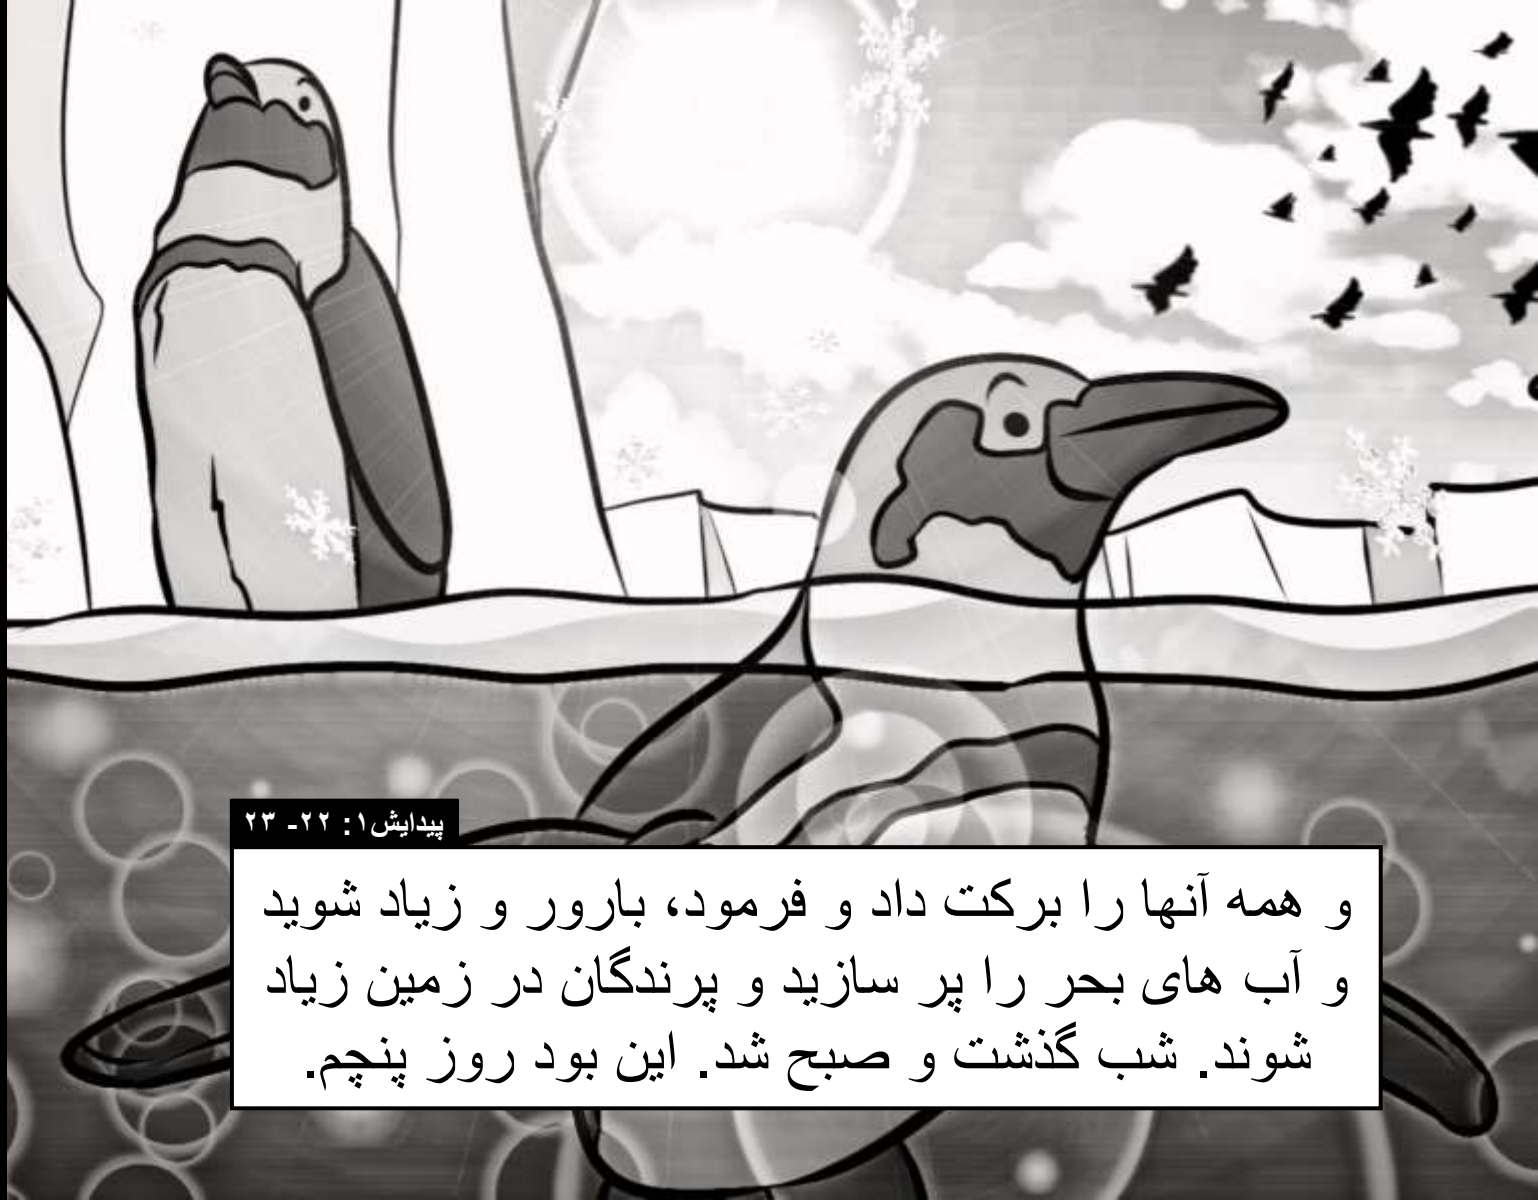 پیدایش۱: ۲۲- ۲۳
و همه آنها را برکت داد و فرمود، بارور و زیاد شوید
و آب های بحر را پر سازید و پرندگان در زمین زیاد
شوند. شب گذشت و صبح شد. این بود روز پنچم.